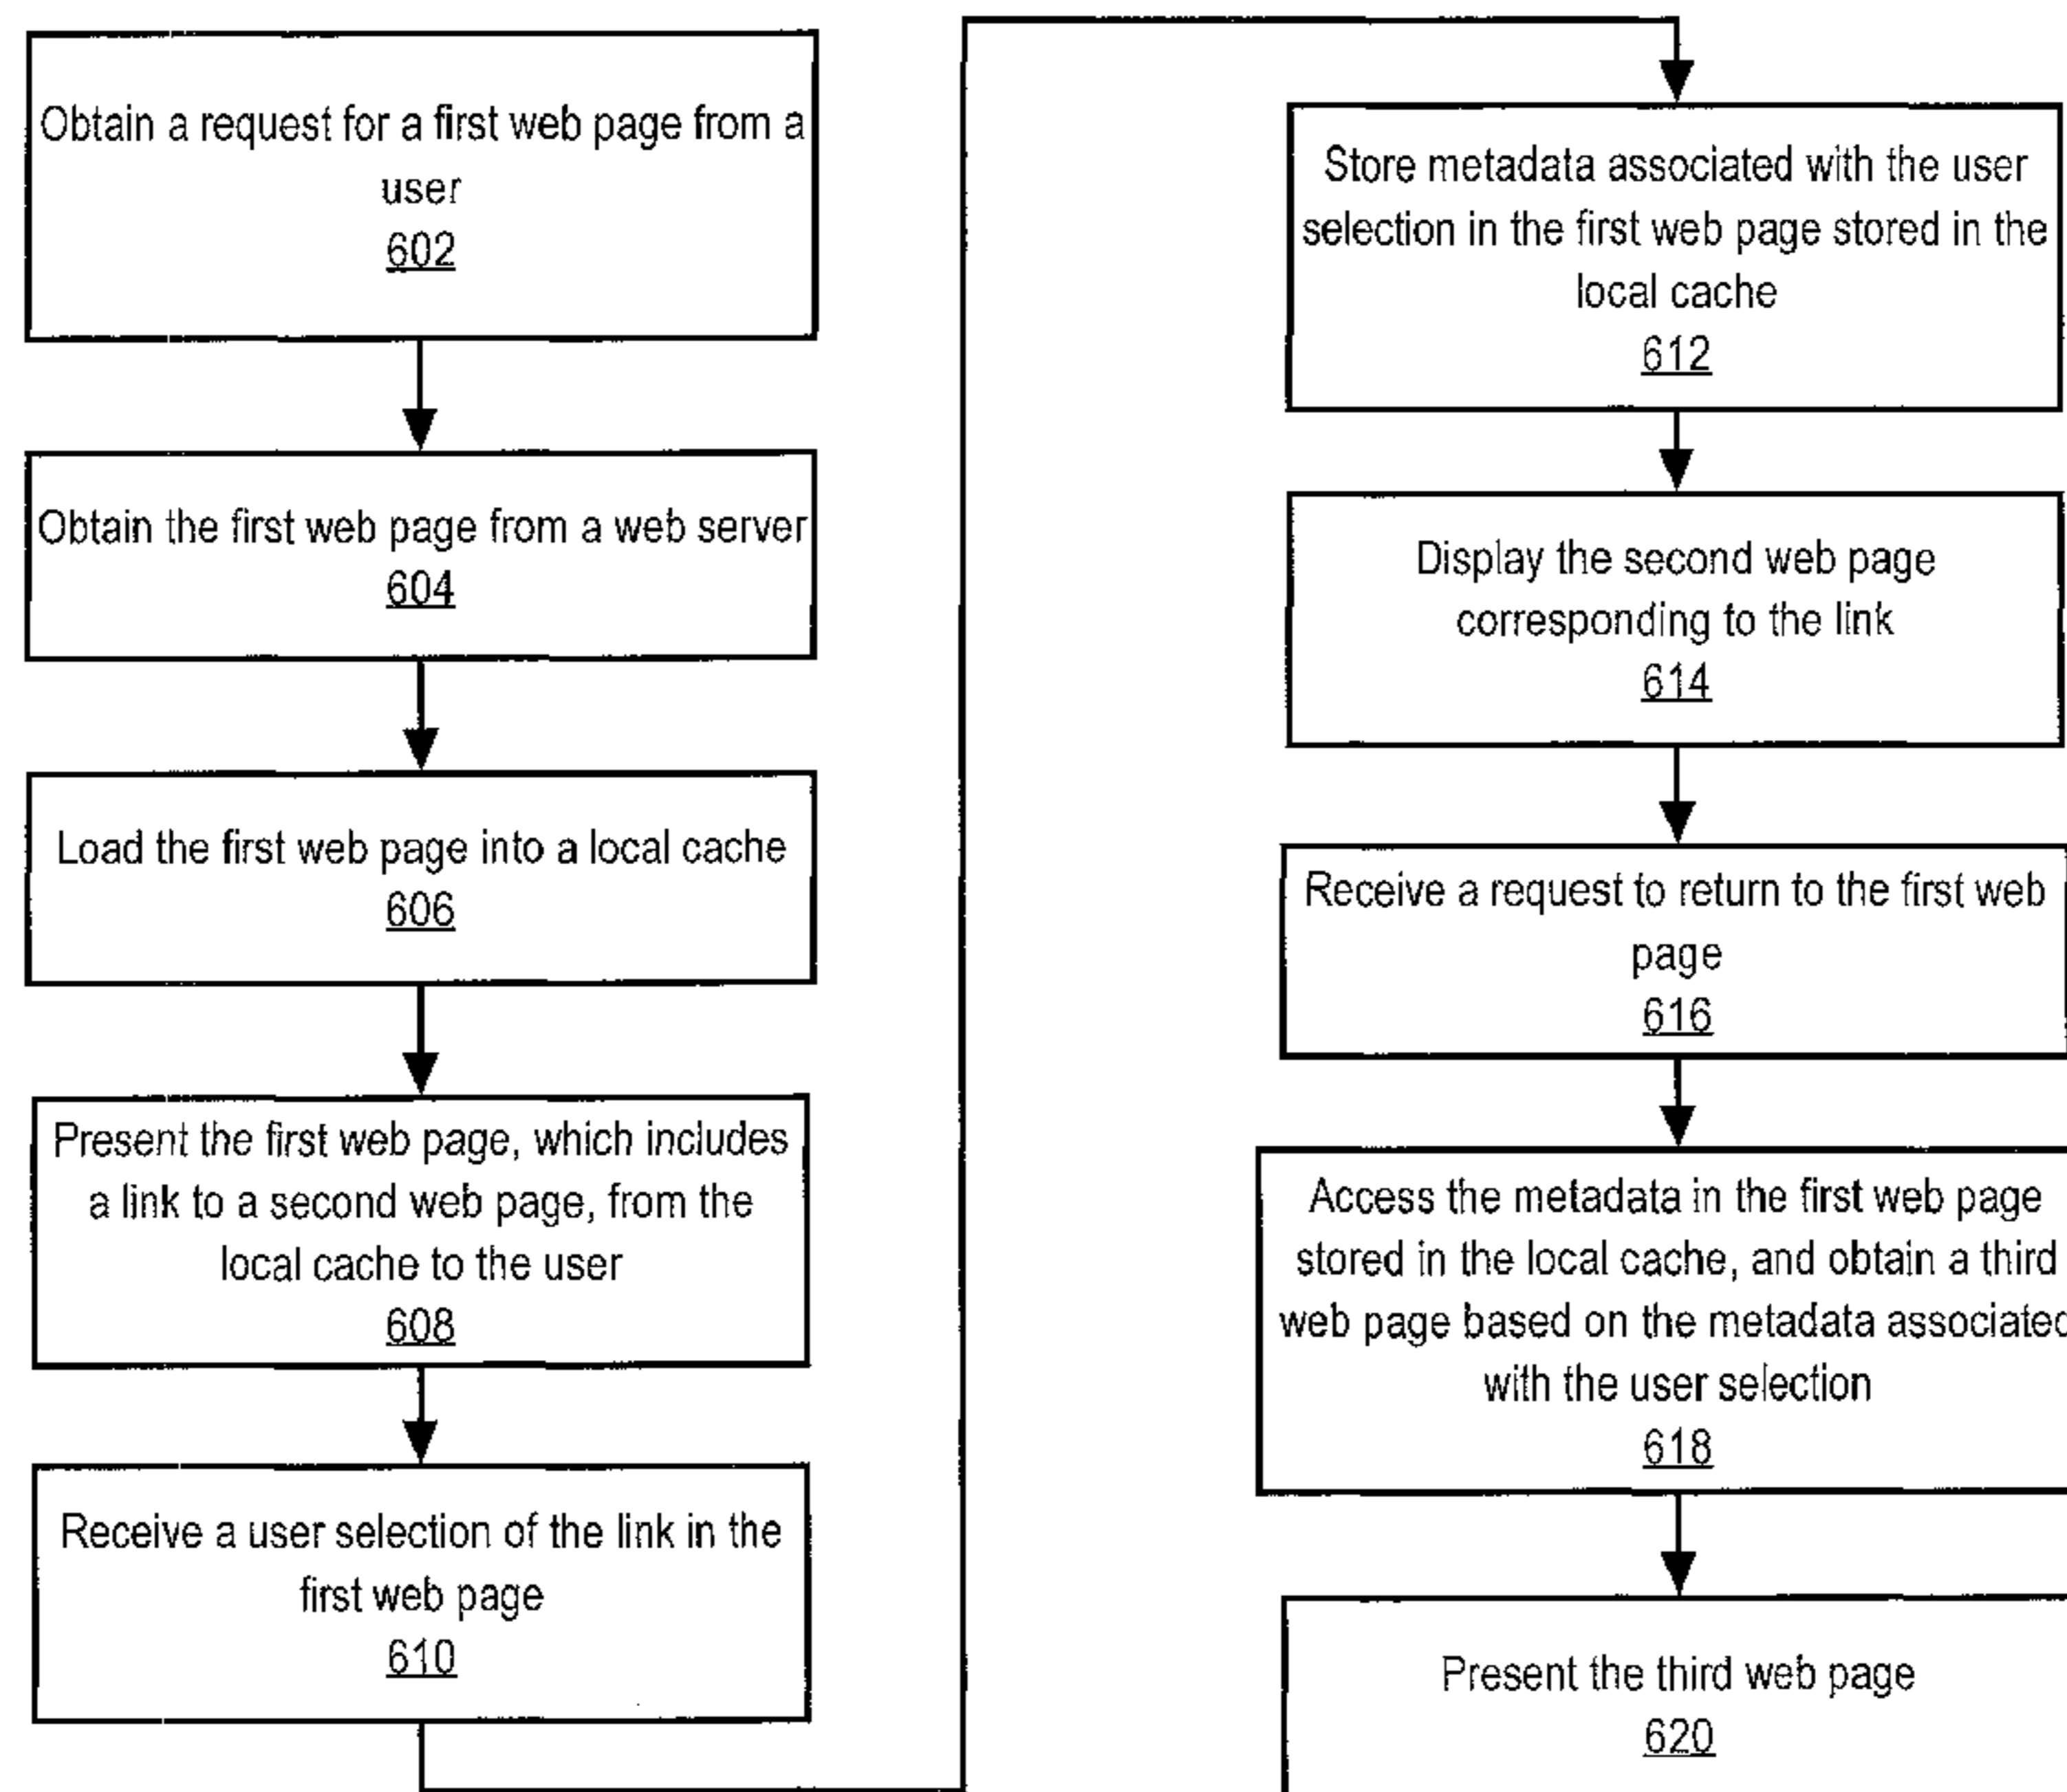 Obtain a request for a first web page from a
user
602
Obtain the first web page from a web server
604
Load the first web page into a local cache
606
Present the first web page, which includes
a link to a second web page, from the
local cache to the user
608
Receive a user selection of the link in the
first web page
610
Store metadata associated with the user
selection in the first web page stored in the
local cache
612
Display the second web page
corresponding to the link
614
Receive a request to return to the first web
page
616
Access the metadata in the first web page
stored in the local cache, and obtain a third
web page based on the metadata associated
with the user selection
618
Present the third web page
620